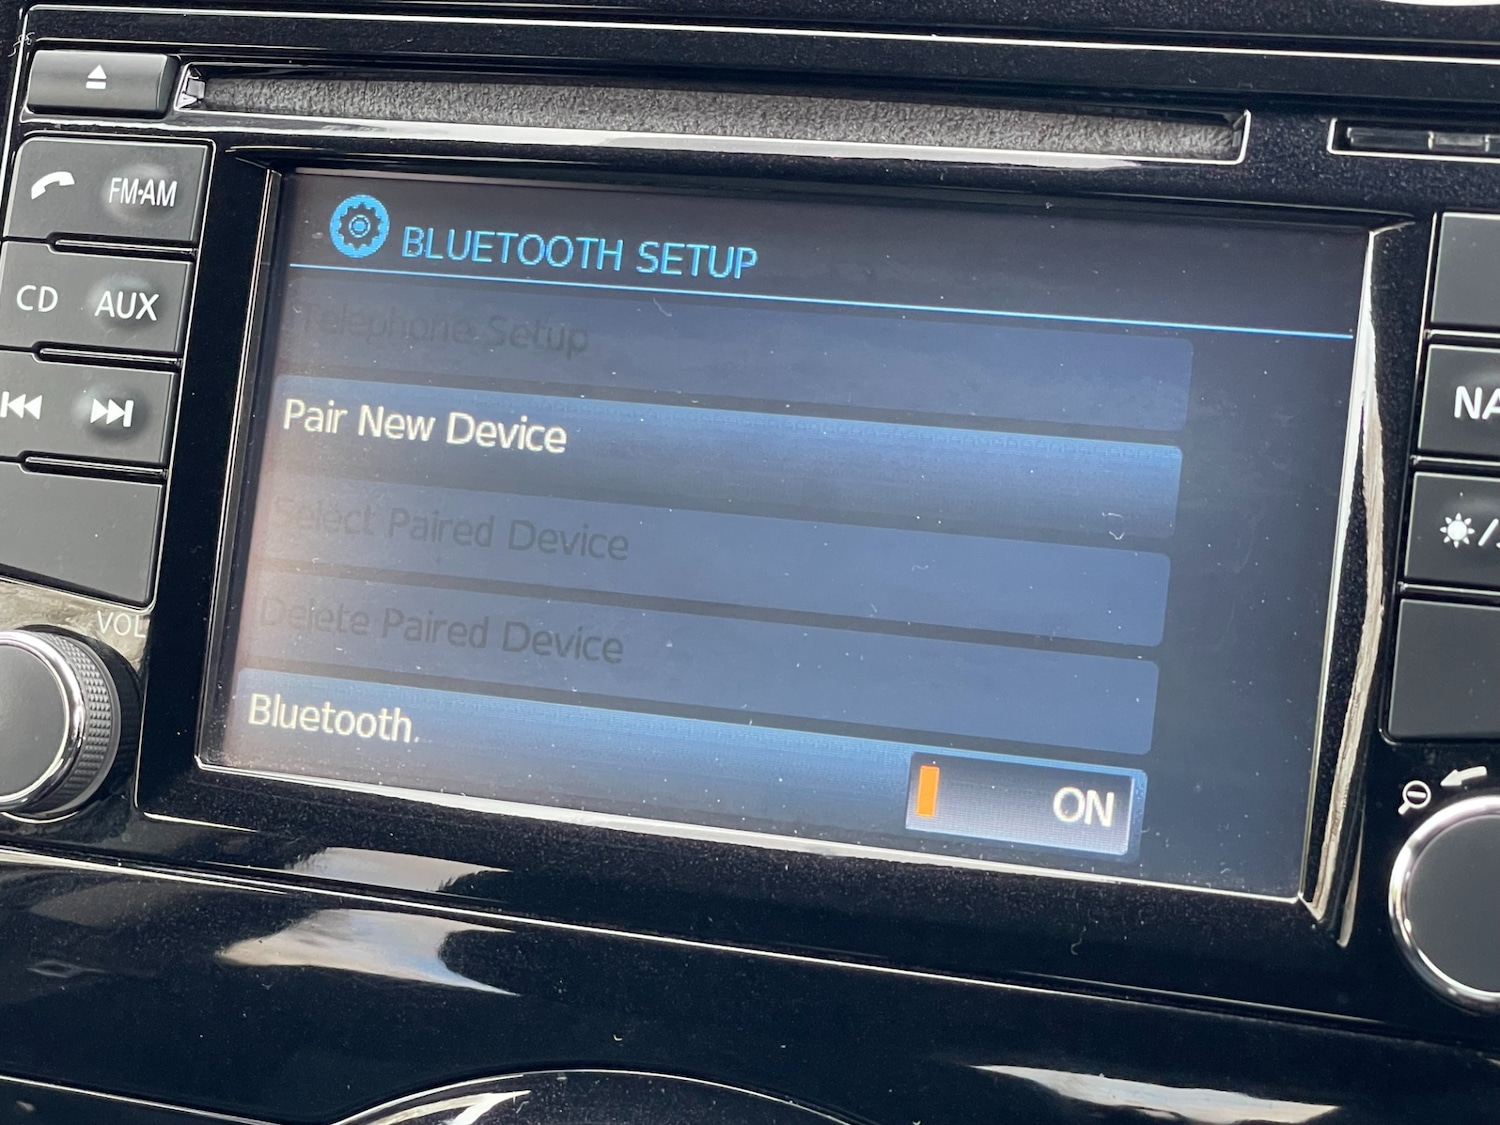 FM·AM
CD AUX
VOL
BLUETOOTH SETUP
Telephone Setup
Pair New Device
Select Paired Device
Delete Paired Device
Bluetooth
ON